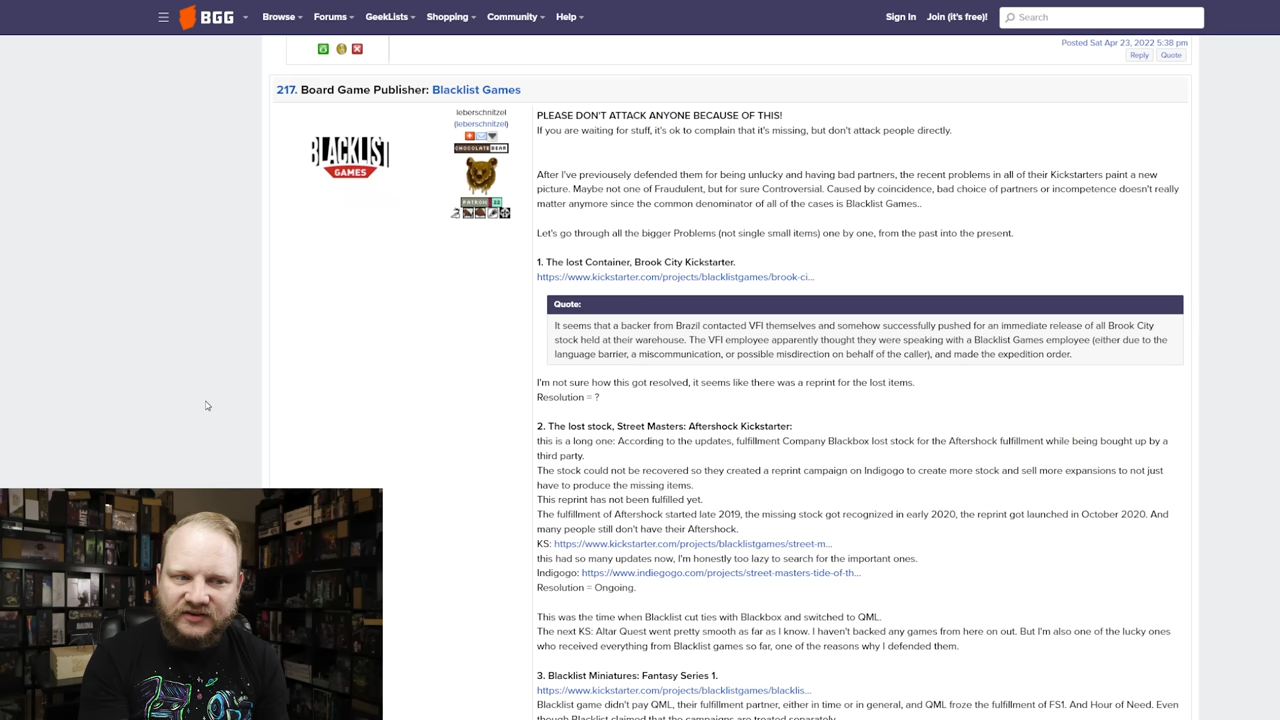 BGG
Browse Forums GeekLists Shopping Community Help
Sign In Join (it's free!) Search
Posted Sat Apr 23, 2022 5:38 pm
Reply Quote
217. Board Game Publisher: Blacklist Games
BLACKLIST
GAMES
leberschnitzel
(leberschnitzel)
CHOCOLATE BEAR
PATRON 22
PLEASE DON'T ATTACK ANYONE BECAUSE OF THIS!
If you are waiting for stuff, it's ok to complain that it's missing, but don't attack people directly.
After I've previousely defended them for being unlucky and having bad partners, the recent problems in all of their Kickstarters paint a new
picture. Maybe not one of Fraudulent, but for sure Controversial. Caused by coincidence, bad choice of partners or incompetence doesn't really
matter anymore since the common denominator of all of the cases is Blacklist Games..
Let's go through all the bigger Problems (not single small items) one by one, from the past into the present.
1. The lost Container, Brook City Kickstarter.
https://www.kickstarter.com/projects/blacklistgames/brook-ci...
Quote:
It seems that a backer from Brazil contacted VFI themselves and somehow successfully pushed for an immediate release of all Brook City
stock held at their warehouse. The VFI employee apparently thought they were speaking with a Blacklist Games employee (either due to the
language barrier, a miscommunication, or possible misdirection on behalf of the caller), and made the expedition order.
I'm not sure how this got resolved, it seems like there was a reprint for the lost items.
Resolution = ?
2. The lost stock, Street Masters: Aftershock Kickstarter:
this is a long one: According to the updates, fulfillment Company Blackbox lost stock for the Aftershock fulfillment while being bought up by a
third party.
The stock could not be recovered so they created a reprint campaign on Indigogo to create more stock and sell more expansions to not just
have to produce the missing items.
This reprint has not been fulfilled yet.
The fulfillment of Aftershock started late 2019, the missing stock got recognized in early 2020, the reprint got launched in October 2020. And
many people still don't have their Aftershock.
KS: https://www.kickstarter.com/projects/blacklistgames/street-m...
this had so many updates now, I'm honestly too lazy to search for the important ones.
Indigogo: https://www.indiegogo.com/projects/street-masters-tide-of-th...
Resolution = Ongoing.
This was the time when Blacklist cut ties with Blackbox and switched to QML.
The next KS: Altar Quest went pretty smooth as far as I know. I haven't backed any games from here on out. But I'm also one of the lucky ones
who received everything from Blacklist games so far, one of the reasons why I defended them.
3. Blacklist Miniatures: Fantasy Series 1.
https://www.kickstarter.com/projects/blacklistgames/blacklis...
Blacklist game didn't pay QML, their fulfillment partner, either in time or in general, and QML froze the fulfillment of FS1. And Hour of Need. Even
though Blacklist claimed that the campaigns are treated separately.